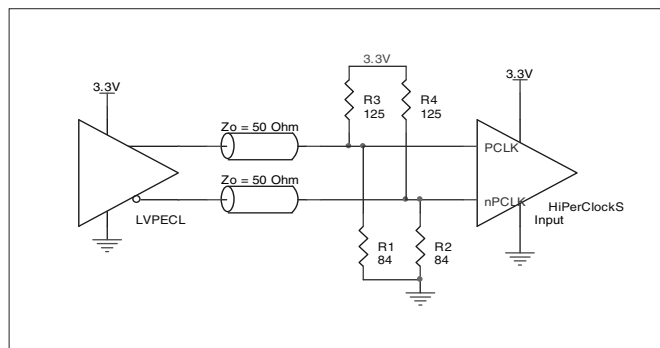 3.3V
3.3V
3.3V
R3
125
R4
125
Zo = 50 Ohm
PCLK
Zo = 50 Ohm
nPCLK
HiPerClockS
Input
LVPECL
R1
84
R2
84